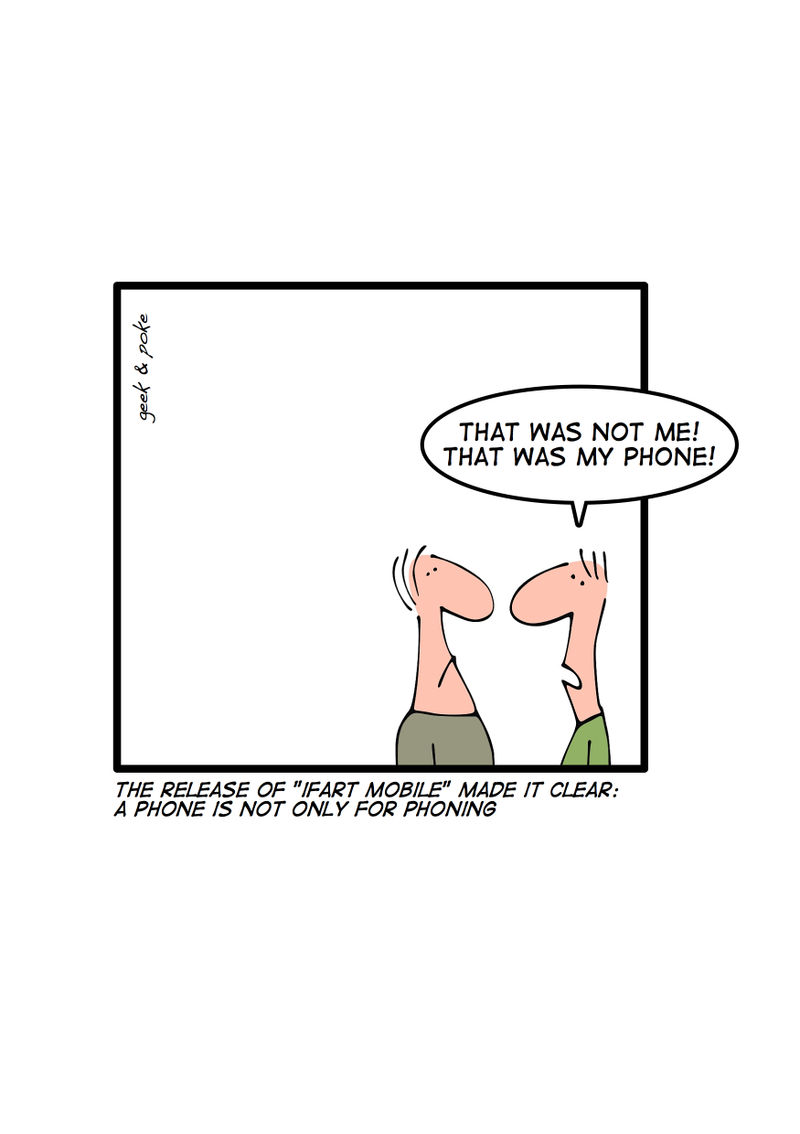 geek & poke
THAT WAS NOT ME!
THAT WAS MY PHONE!
THE RELEASE OF "IFART MOBILE" MADE IT CLEAR:
A PHONE IS NOT ONLY FOR PHONING